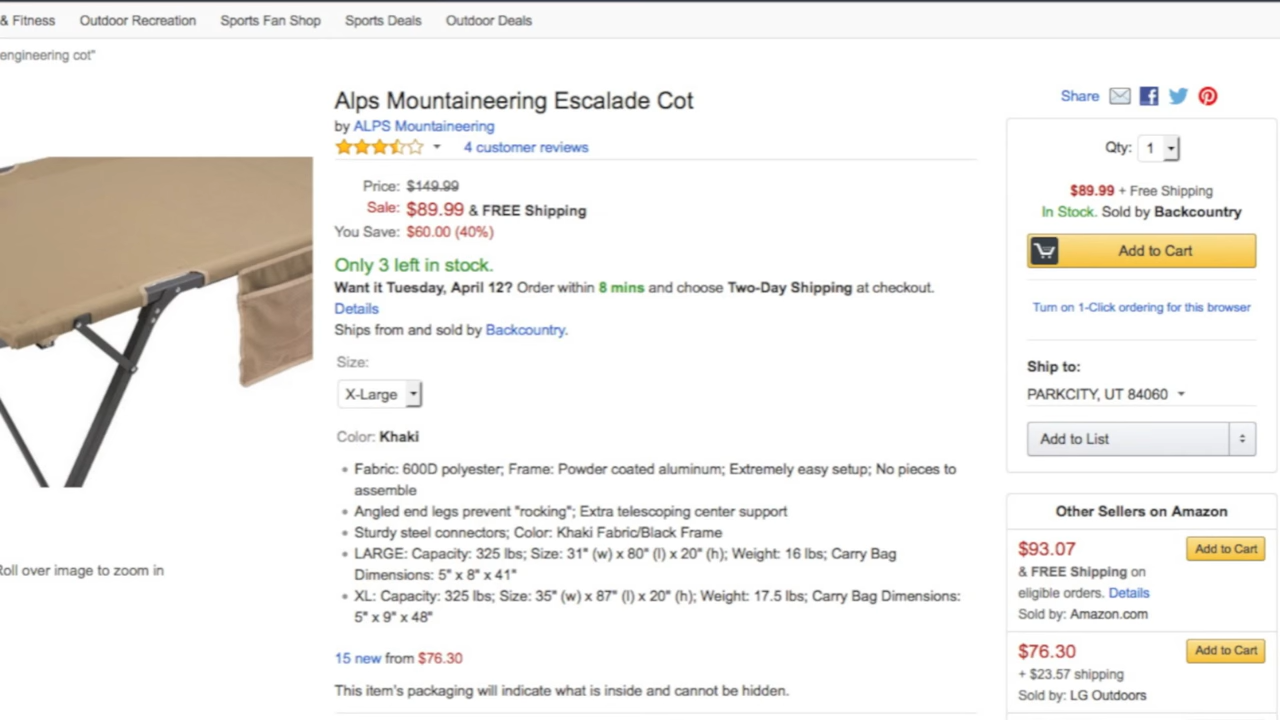 & Fitness Outdoor Recreation Sports Fan Shop Sports Deals Outdoor Deals
engineering cot"
Alps Mountaineering Escalade Cot
by ALPS Mountaineering
4 customer reviews
Price: $149.99
Sale: $89.99 & FREE Shipping
You Save: $60.00 (40%)
Only 3 left in stock.
Want it Tuesday, April 12? Order within 8 mins and choose Two-Day Shipping at checkout.
Details
Ships from and sold by Backcountry.
Size:
X-Large
Color: Khaki
Fabric: 600D polyester; Frame: Powder coated aluminum; Extremely easy setup; No pieces to
assemble
Angled end legs prevent "rocking"; Extra telescoping center support
Sturdy steel connectors; Color: Khaki Fabric/Black Frame
LARGE: Capacity: 325 lbs; Size: 31" (w) x 80" (l) x 20" (h); Weight: 16 lbs; Carry Bag
Dimensions: 5" x 8" x 41"
XL: Capacity: 325 lbs; Size: 35" (w) x 87" (l) x 20" (h); Weight: 17.5 lbs; Carry Bag Dimensions:
5" x 9" x 48"
15 new from $76.30
This item's packaging will indicate what is inside and cannot be hidden.
Roll over image to zoom in
Share
Qty: 1
$89.99 + Free Shipping
In Stock. Sold by Backcountry
Add to Cart
Turn on 1-Click ordering for this browser
Ship to:
PARKCITY, UT 84060
Add to List
Other Sellers on Amazon
$93.07 Add to Cart
& FREE Shipping on
eligible orders. Details
Sold by: Amazon.com
$76.30 Add to Cart
+ $23.57 shipping
Sold by: LG Outdoors